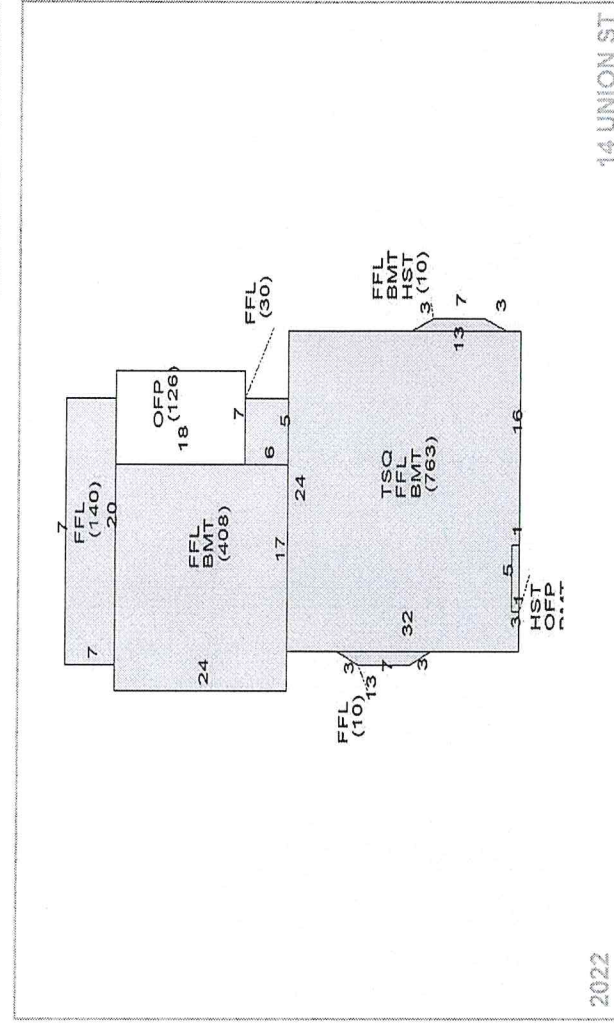 14 UNION ST
7
FFL
(140)
7
20
OFP
(126)
18
7
FFL
(30)
FFL
BMT
(408)
24
17
6
5
24
TSQ
FFL
BMT
(763)
32
16
FFL
BMT
HST
(10)
3
7
3
13
FFL
(10)
3
13
7
3
5
1
1
3
HST
OFP
2022